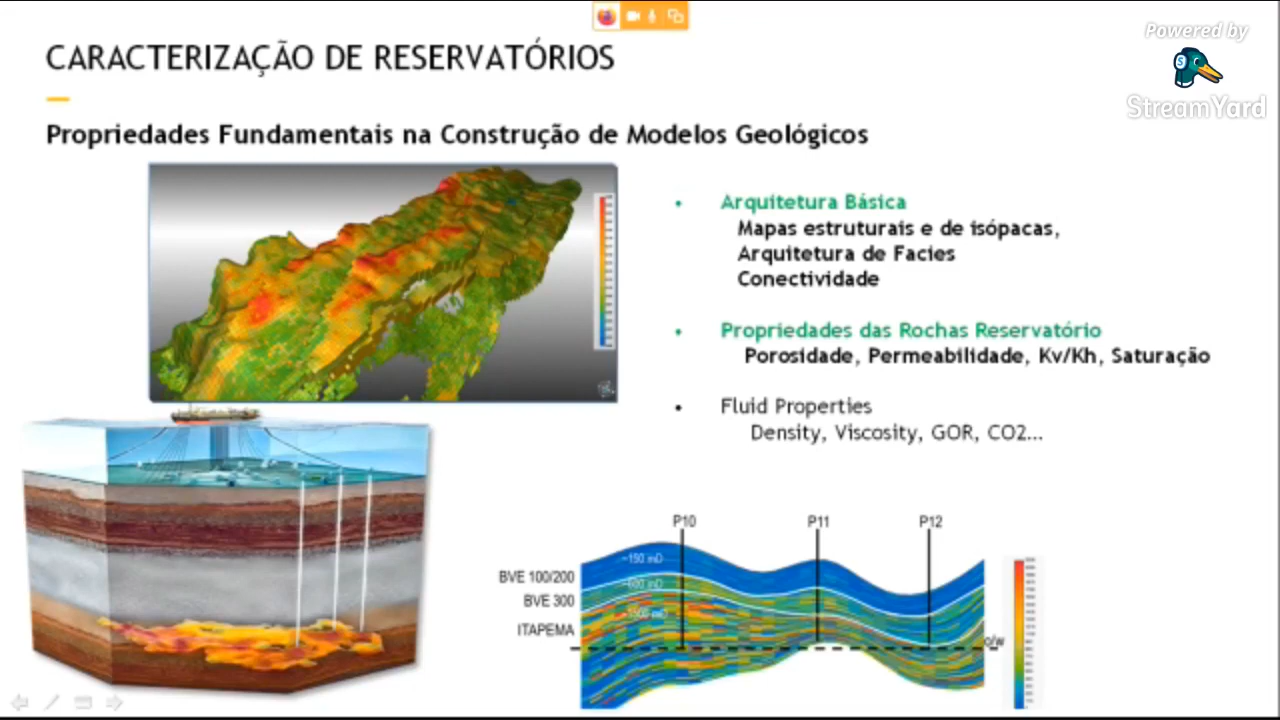 Powered by
StreamYard
CARACTERIZAÇÃO DE RESERVATÓRIOS
Propriedades Fundamentais na Construção de Modelos Geológicos
• Arquitetura Básica
Mapas estruturais e de isópacas,
Arquitetura de Facies
Conectividade
• Propriedades das Rochas Reservatório
Porosidade, Permeabilidade, Kv/Kh, Saturação
• Fluid Properties
Density, Viscosity, GOR, CO2...
P10 P11 P12
~150 mD
BVE 100/200
BVE 300
ITAPEMA
o/w